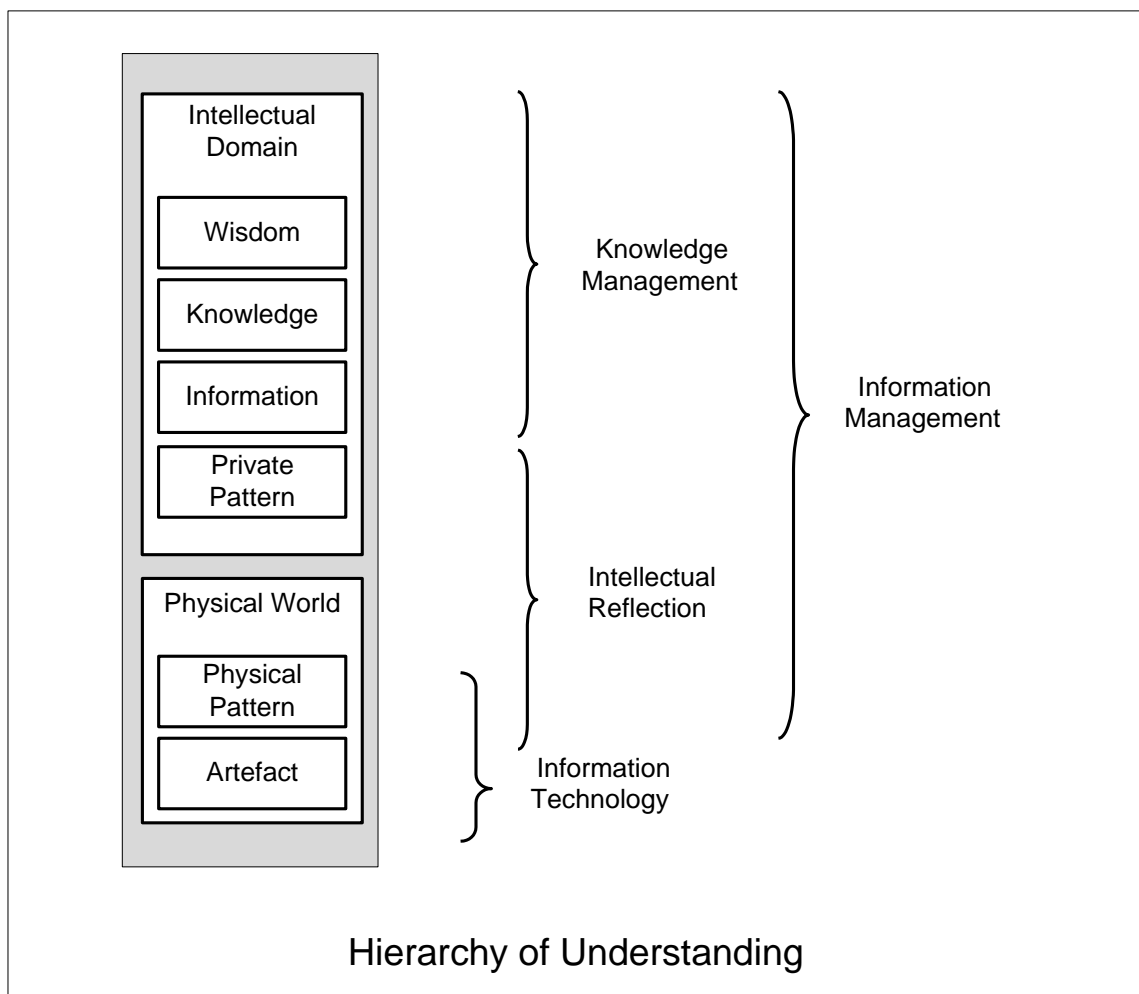 Intellectual
Domain
Wisdom
Knowledge
Information
Private
Pattern
Physical World
Physical
Pattern
Artefact
Knowledge
Management
Intellectual
Reflection
Information
Technology
Information
Management
Hierarchy of Understanding